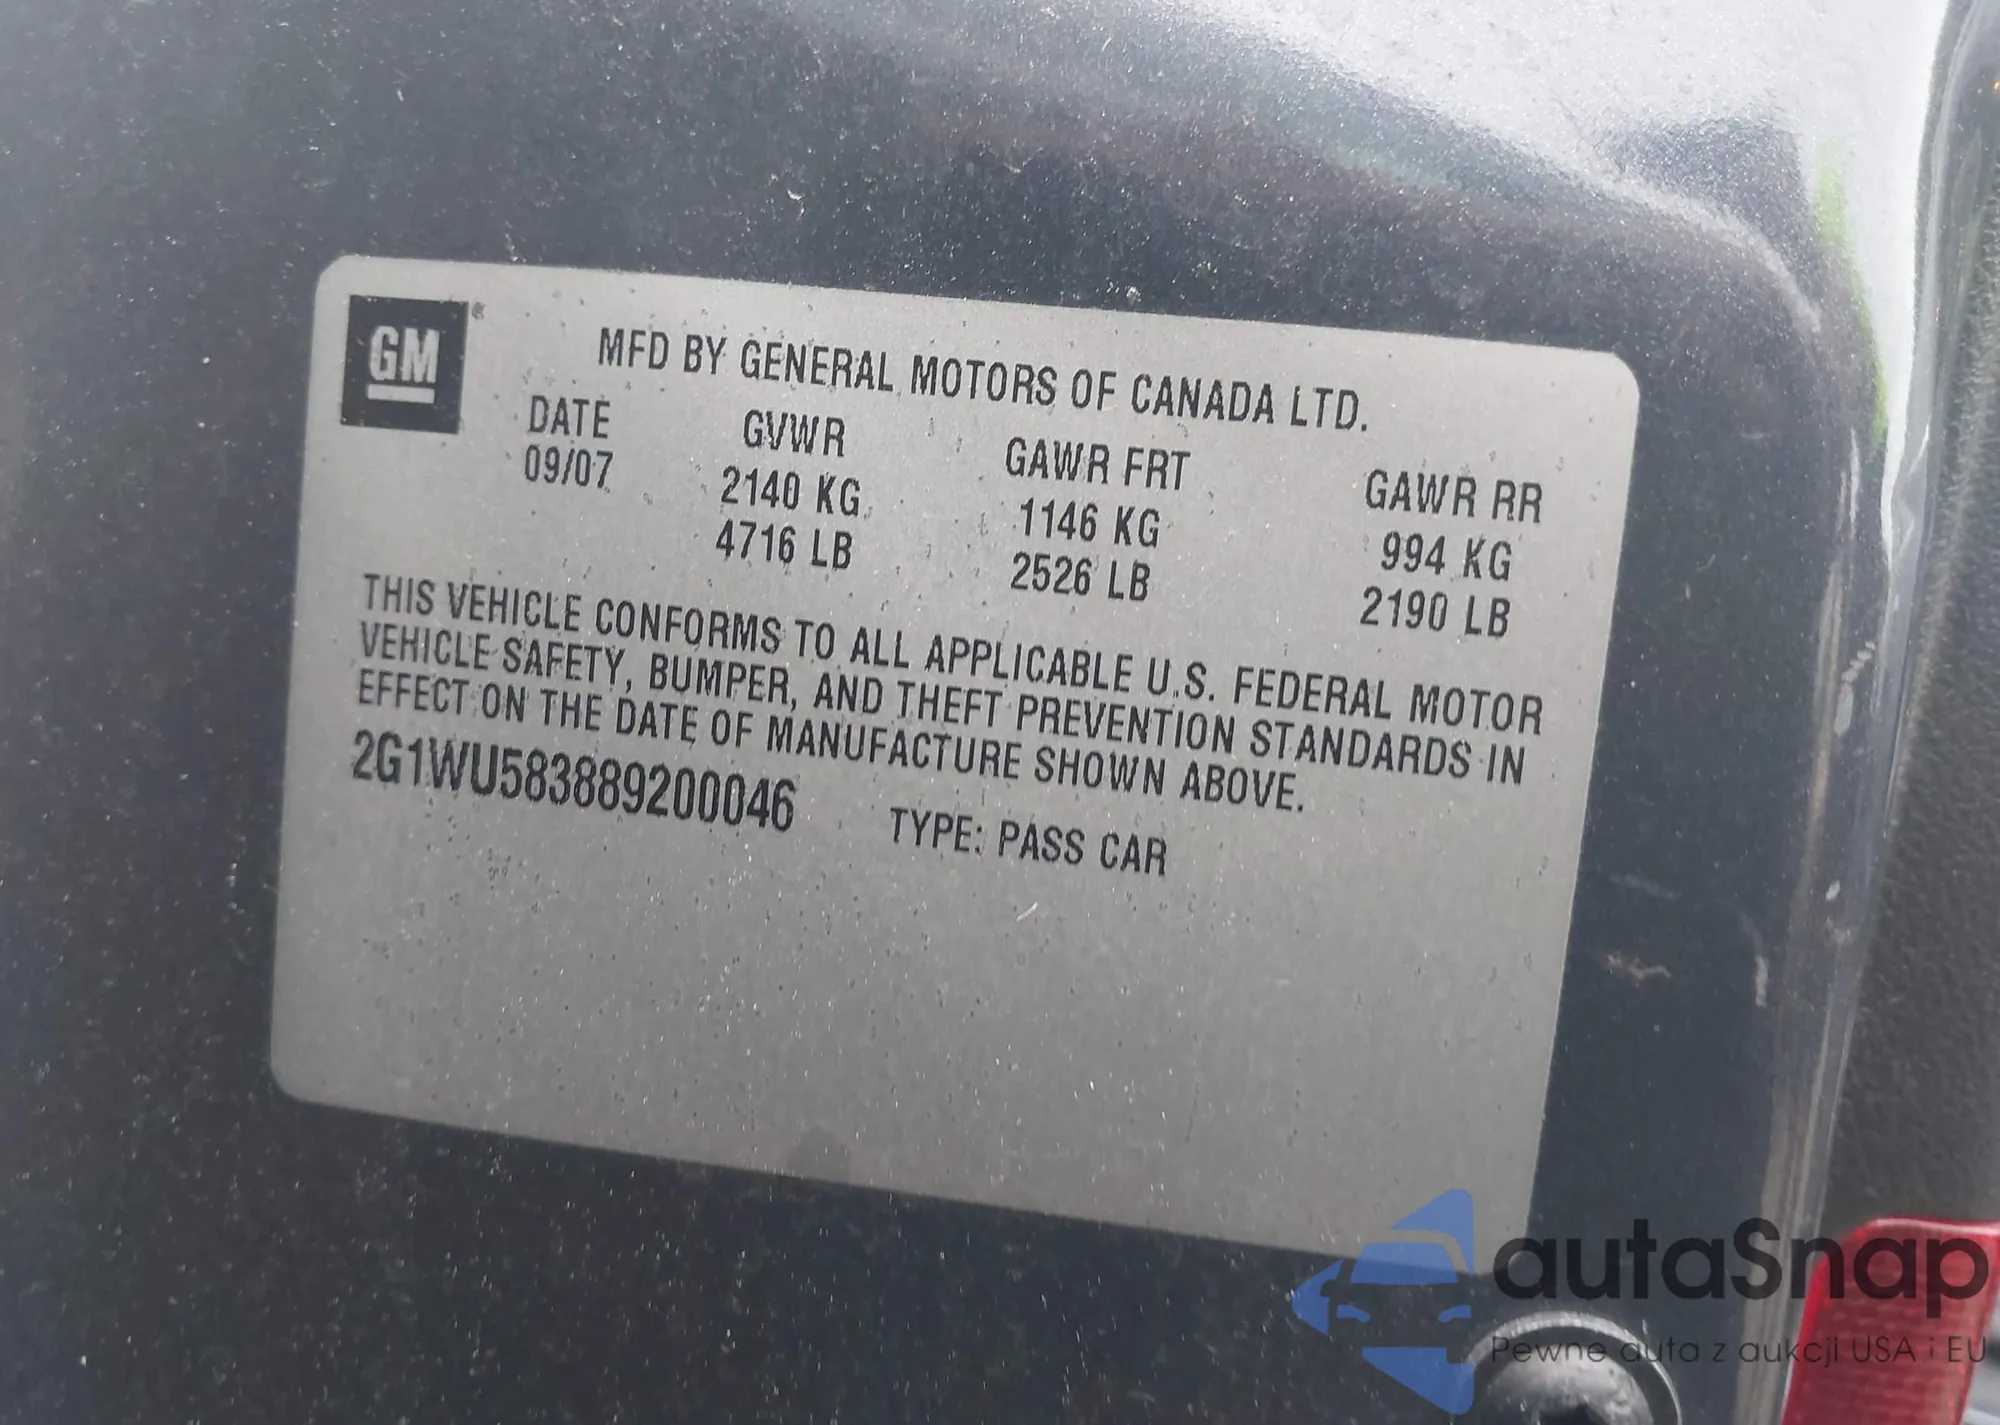 GM
MFD BY GENERAL MOTORS OF CANADA LTD.
DATE GVWR GAWR FRT GAWR RR
09/07 2140 KG 1146 KG 994 KG
4716 LB 2526 LB 2190 LB
THIS VEHICLE CONFORMS TO ALL APPLICABLE U.S. FEDERAL MOTOR
VEHICLE SAFETY, BUMPER, AND THEFT PREVENTION STANDARDS IN
EFFECT ON THE DATE OF MANUFACTURE SHOWN ABOVE.
2G1WU583889200046 TYPE: PASS CAR
autaSnap
Pewne auta z aukcji USA i EU